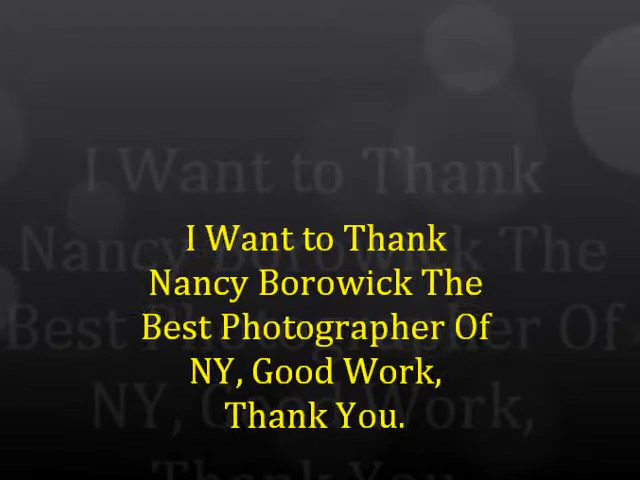 I Want to Thank
Nancy Borowick The
Best Photographer Of
NY, Good Work,
Thank You.